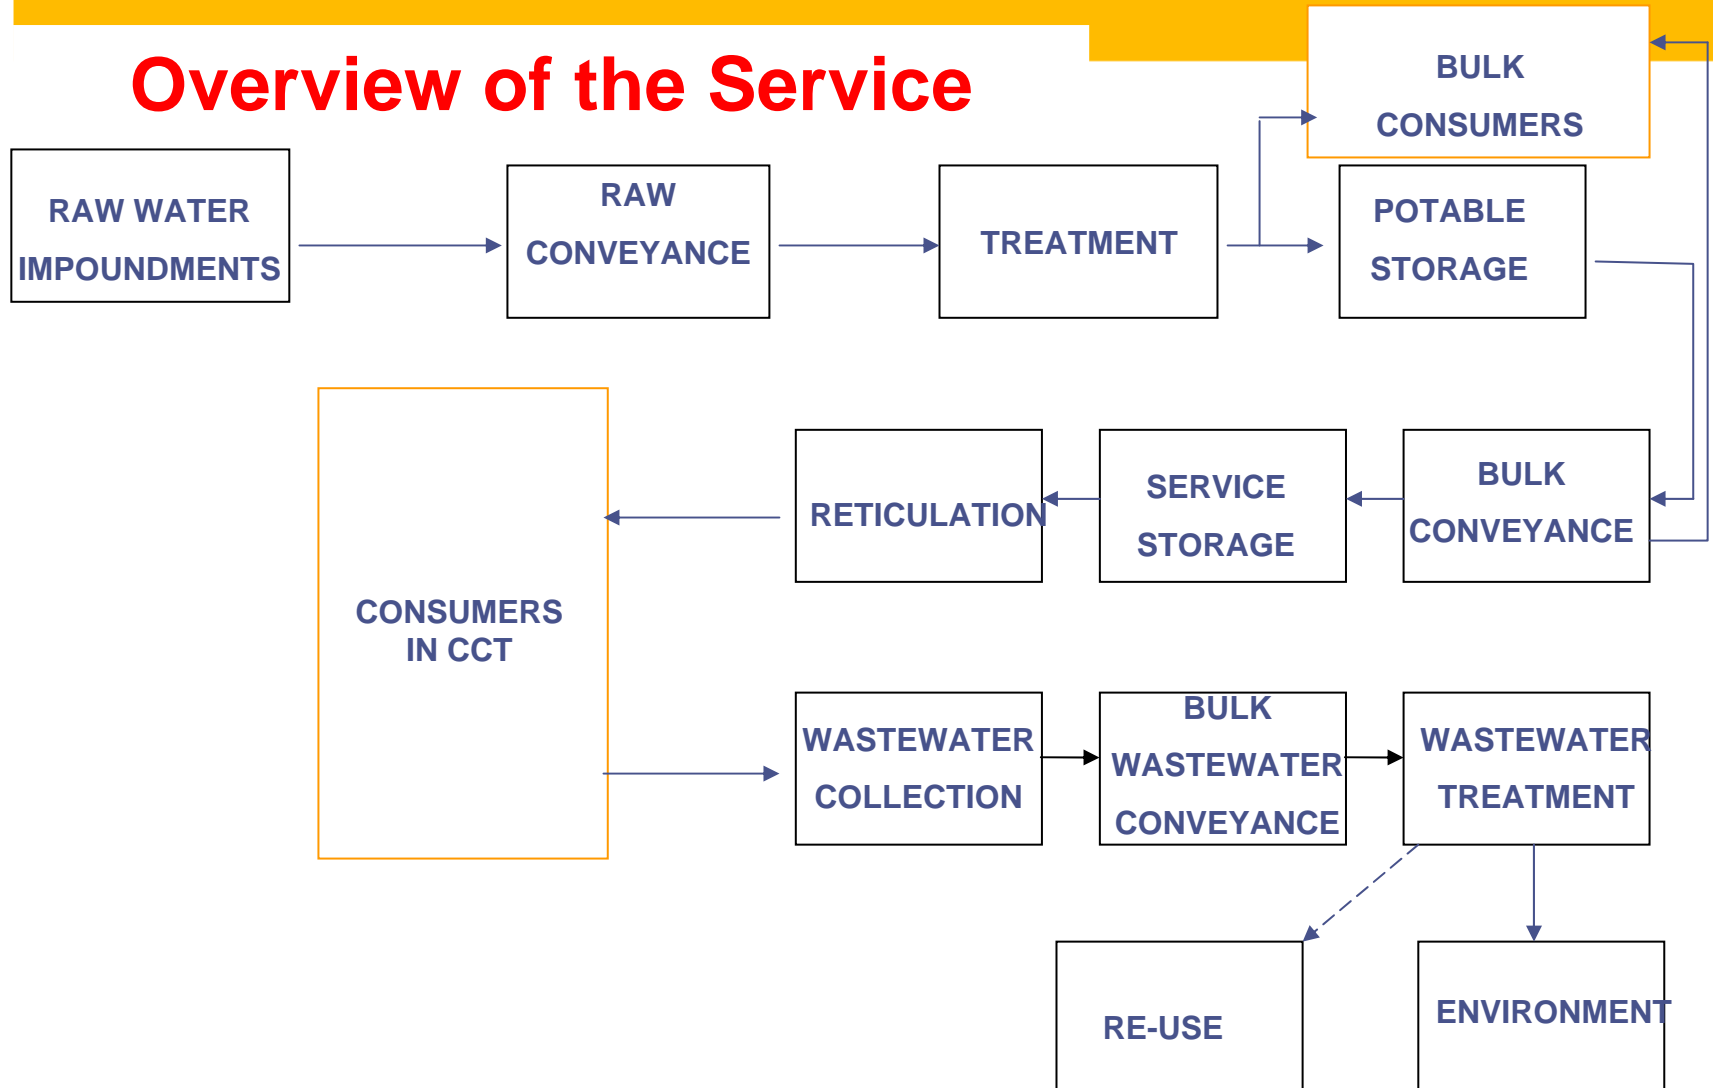 Overview of the Service
BULK
CONSUMERS
RAW WATER
IMPOUNDMENTS
RAW
CONVEYANCE
TREATMENT
POTABLE
STORAGE
CONSUMERS
IN CCT
RETICULATION
SERVICE
STORAGE
BULK
CONVEYANCE
WASTEWATER
COLLECTION
BULK
WASTEWATER
CONVEYANCE
WASTEWATER
TREATMENT
RE-USE
ENVIRONMENT